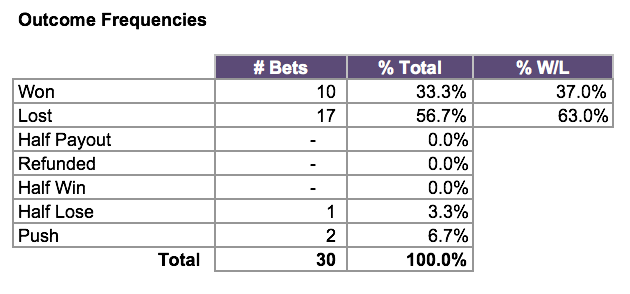 Outcome Frequencies
# Bets % Total % W/L
Won 10 33.3% 37.0%
Lost 17 56.7% 63.0%
Half Payout - 0.0%
Refunded - 0.0%
Half Win - 0.0%
Half Lose 1 3.3%
Push 2 6.7%
Total 30 100.0%